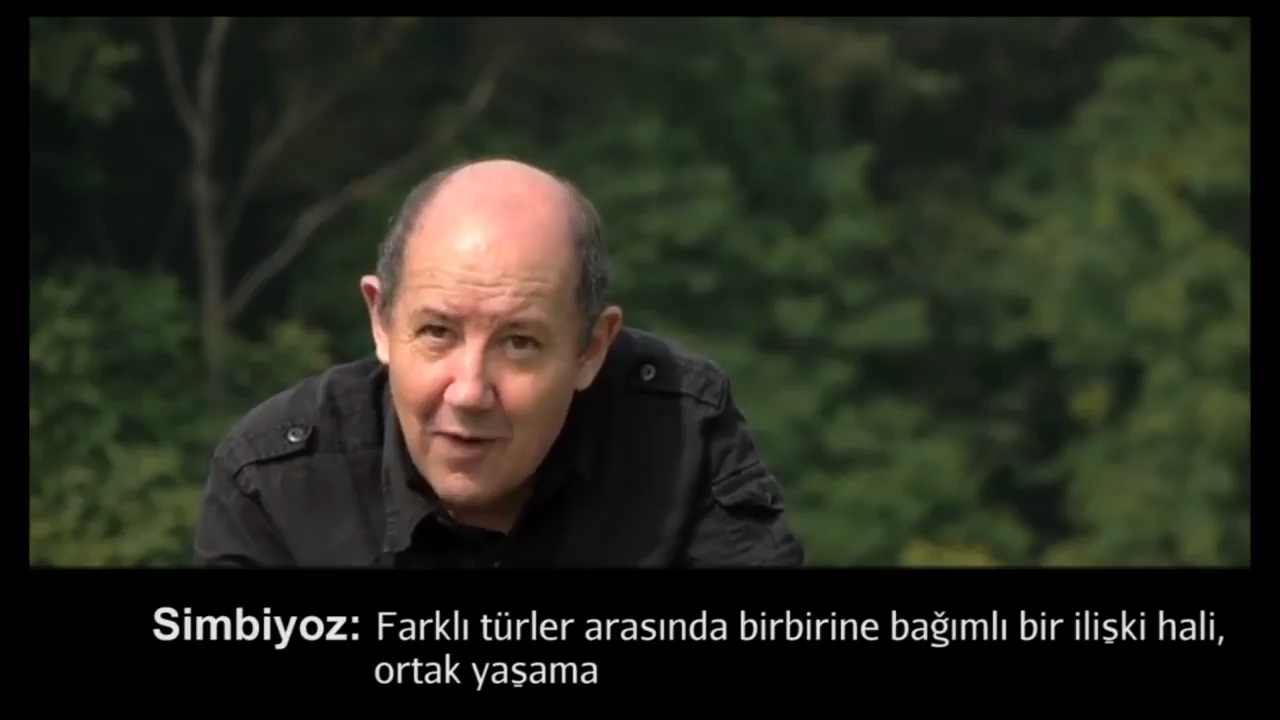 Simbiyoz: Farklı türler arasında birbirine bağımlı bir ilişki hali,
ortak yaşama